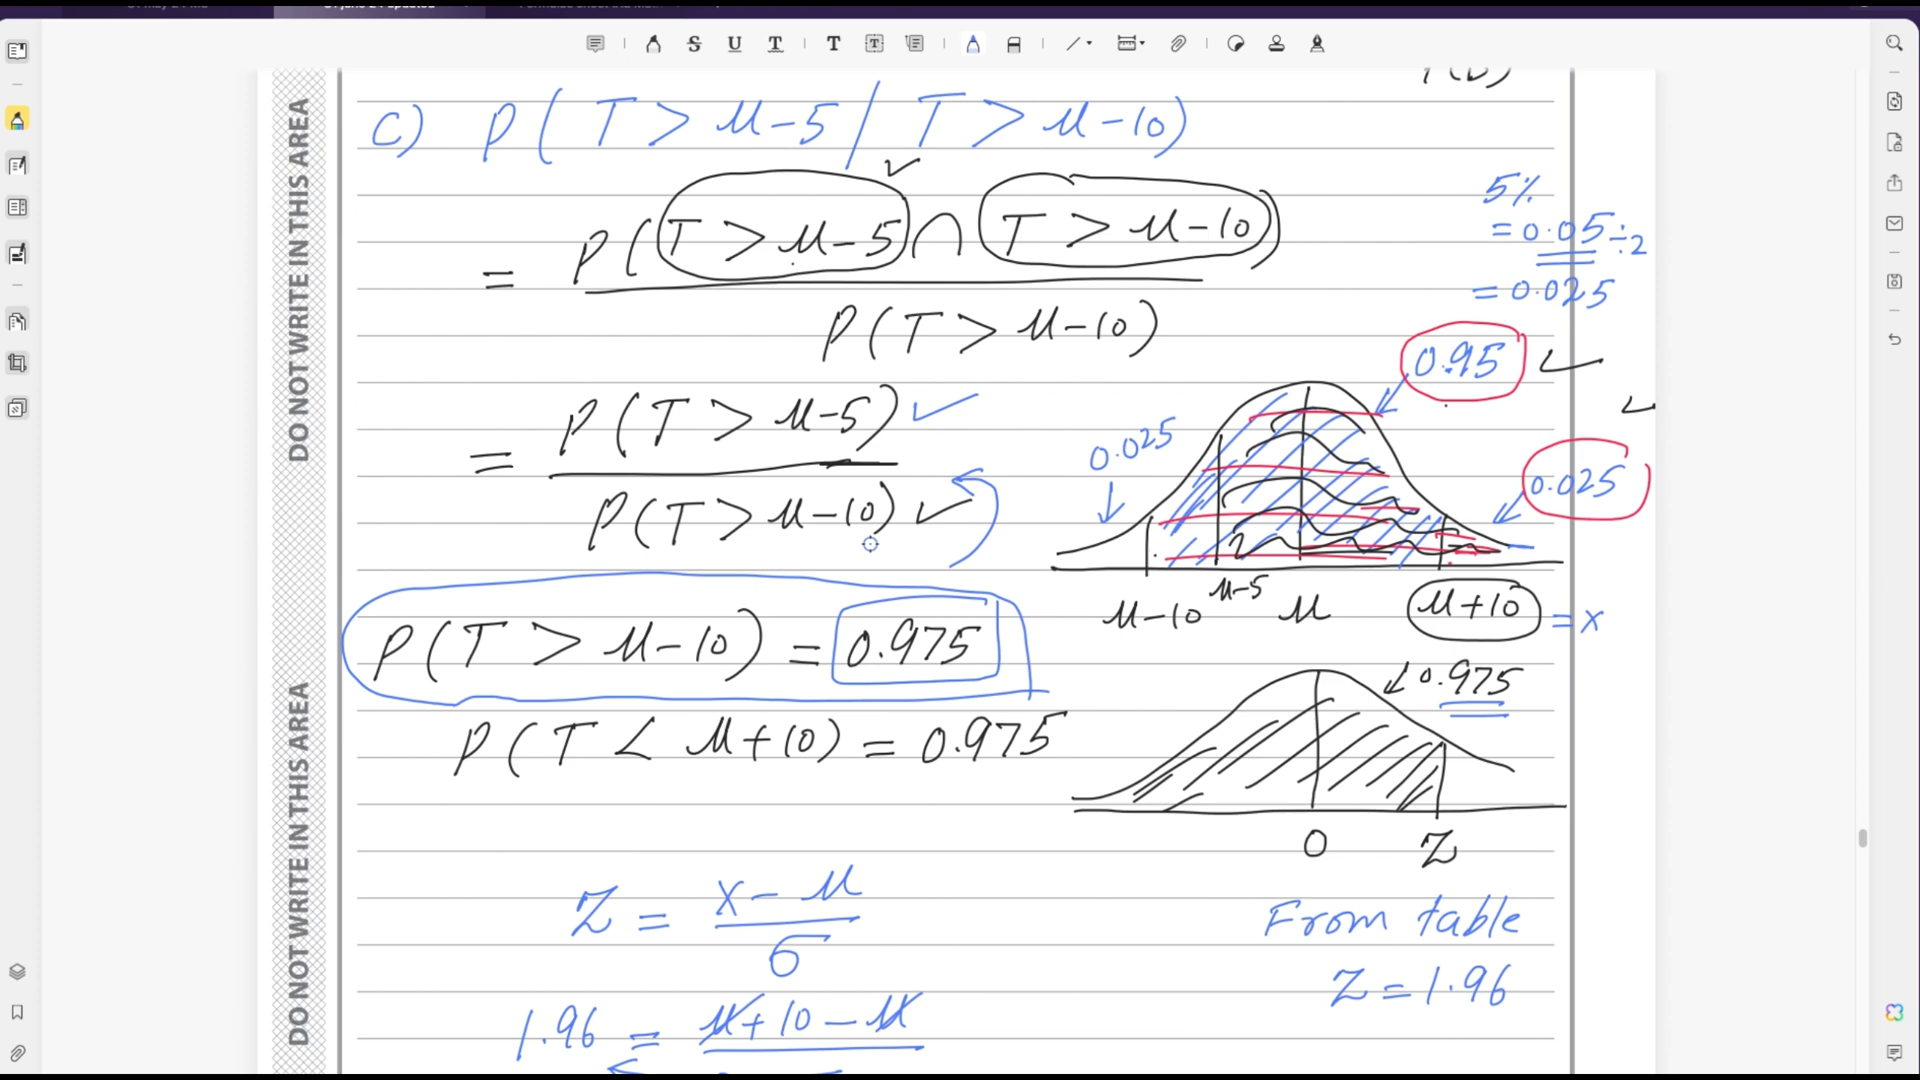 C) P(T > μ-5 / T > μ-10)
= P(T > μ-5 ∩ T > μ-10)
P(T > μ-10)
5%
= 0.05 ÷2
= 0.025
= P(T > μ-5)
P(T > μ-10)
0.95
0.025
0.025
μ-10 μ-5 μ μ+10 = x
P(T > μ-10) = 0.975
P(T < μ+10) = 0.975
0.975
0 Z
Z = x - μ
σ
From table
Z = 1.96
1.96 = μ+10-μ
DO NOT WRITE IN THIS AREA
DO NOT WRITE IN THIS AREA